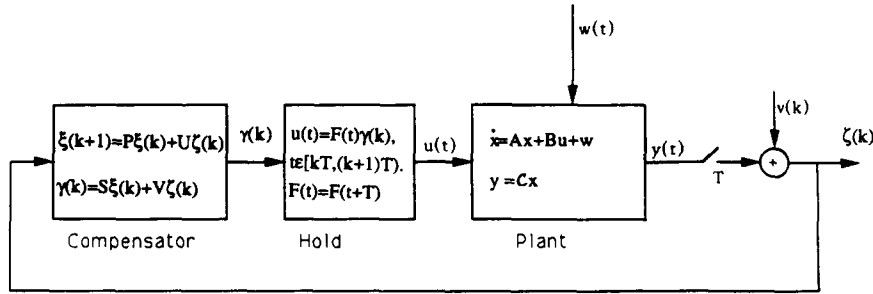 w(t)
v(k)
ξ(k+1)=Pξ(k)+Uζ(k)
γ(k)=Sξ(k)+Vζ(k)
γ(k)
u(t)=F(t)γ(k),
tε[kT,(k+1)T).
F(t)=F(t+T)
u(t)
ẋ=Ax+Bu+w
y =Cx
y(t)
T
+
ζ(k)
Compensator
Hold
Plant